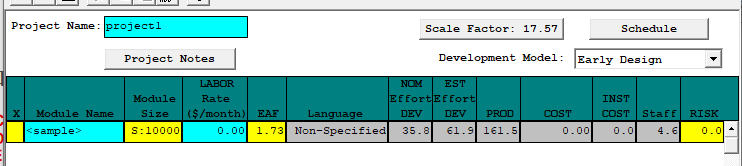 Project Name: project1
Scale Factor: 17.57
Schedule
Project Notes
Development Model: Early Design
X Module Name Module Size LABOR Rate ($/month) EAF Language NOM Effort DEV EST Effort DEV PROD COST INST COST Staff RISK
<sample> S:10000 0.00 1.73 Non-Specified 35.8 61.9 161.5 0.00 0.0 4.6 0.0